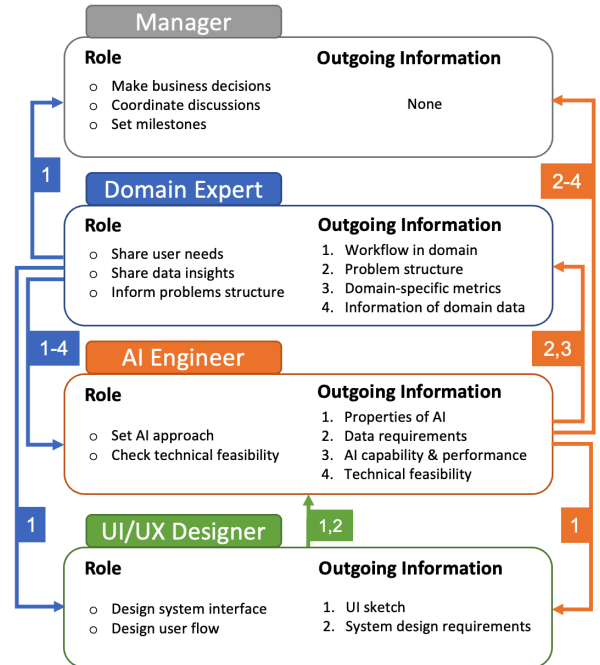 Manager
Role
Outgoing Information
○ Make business decisions
○ Coordinate discussions
○ Set milestones
None
1
2-4
Domain Expert
Role
Outgoing Information
○ Share user needs
○ Share data insights
○ Inform problems structure
1. Workflow in domain
2. Problem structure
3. Domain-specific metrics
4. Information of domain data
1-4
2,3
AI Engineer
Role
Outgoing Information
○ Set AI approach
○ Check technical feasibility
1. Properties of AI
2. Data requirements
3. AI capability & performance
4. Technical feasibility
1
1,2
1
UI/UX Designer
Role
Outgoing Information
○ Design system interface
○ Design user flow
1. UI sketch
2. System design requirements